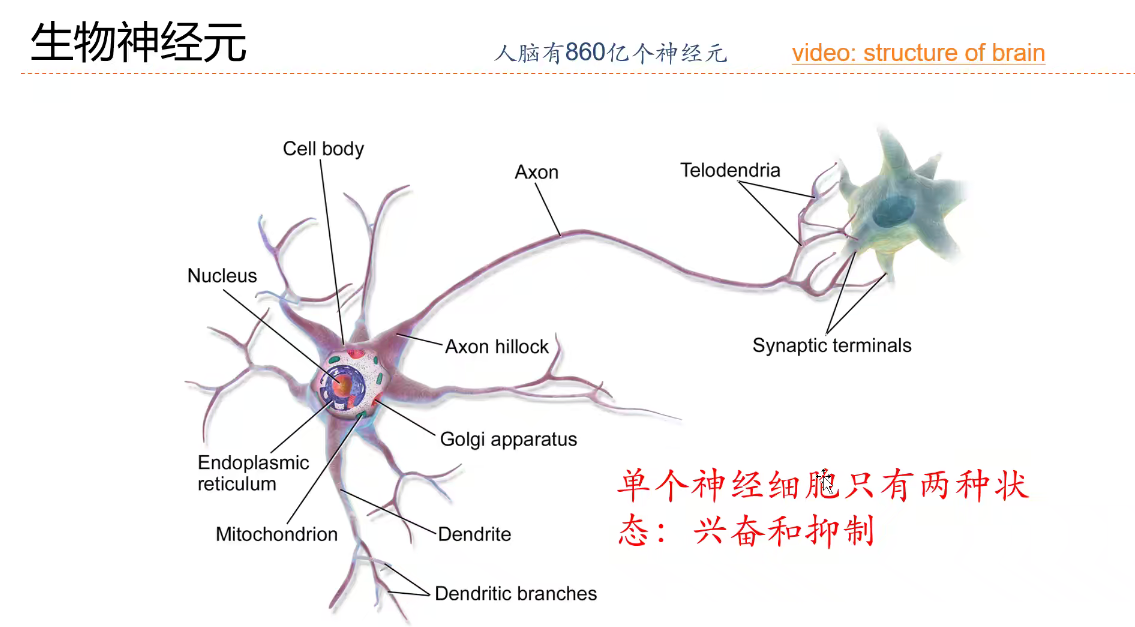 生物神经元
人脑有860亿个神经元
video: structure of brain
Cell body
Axon
Telodendria
Nucleus
Axon hillock
Synaptic terminals
Golgi apparatus
Endoplasmic
reticulum
Mitochondrion
Dendrite
Dendritic branches
单个神经细胞只有两种状
态：兴奋和抑制